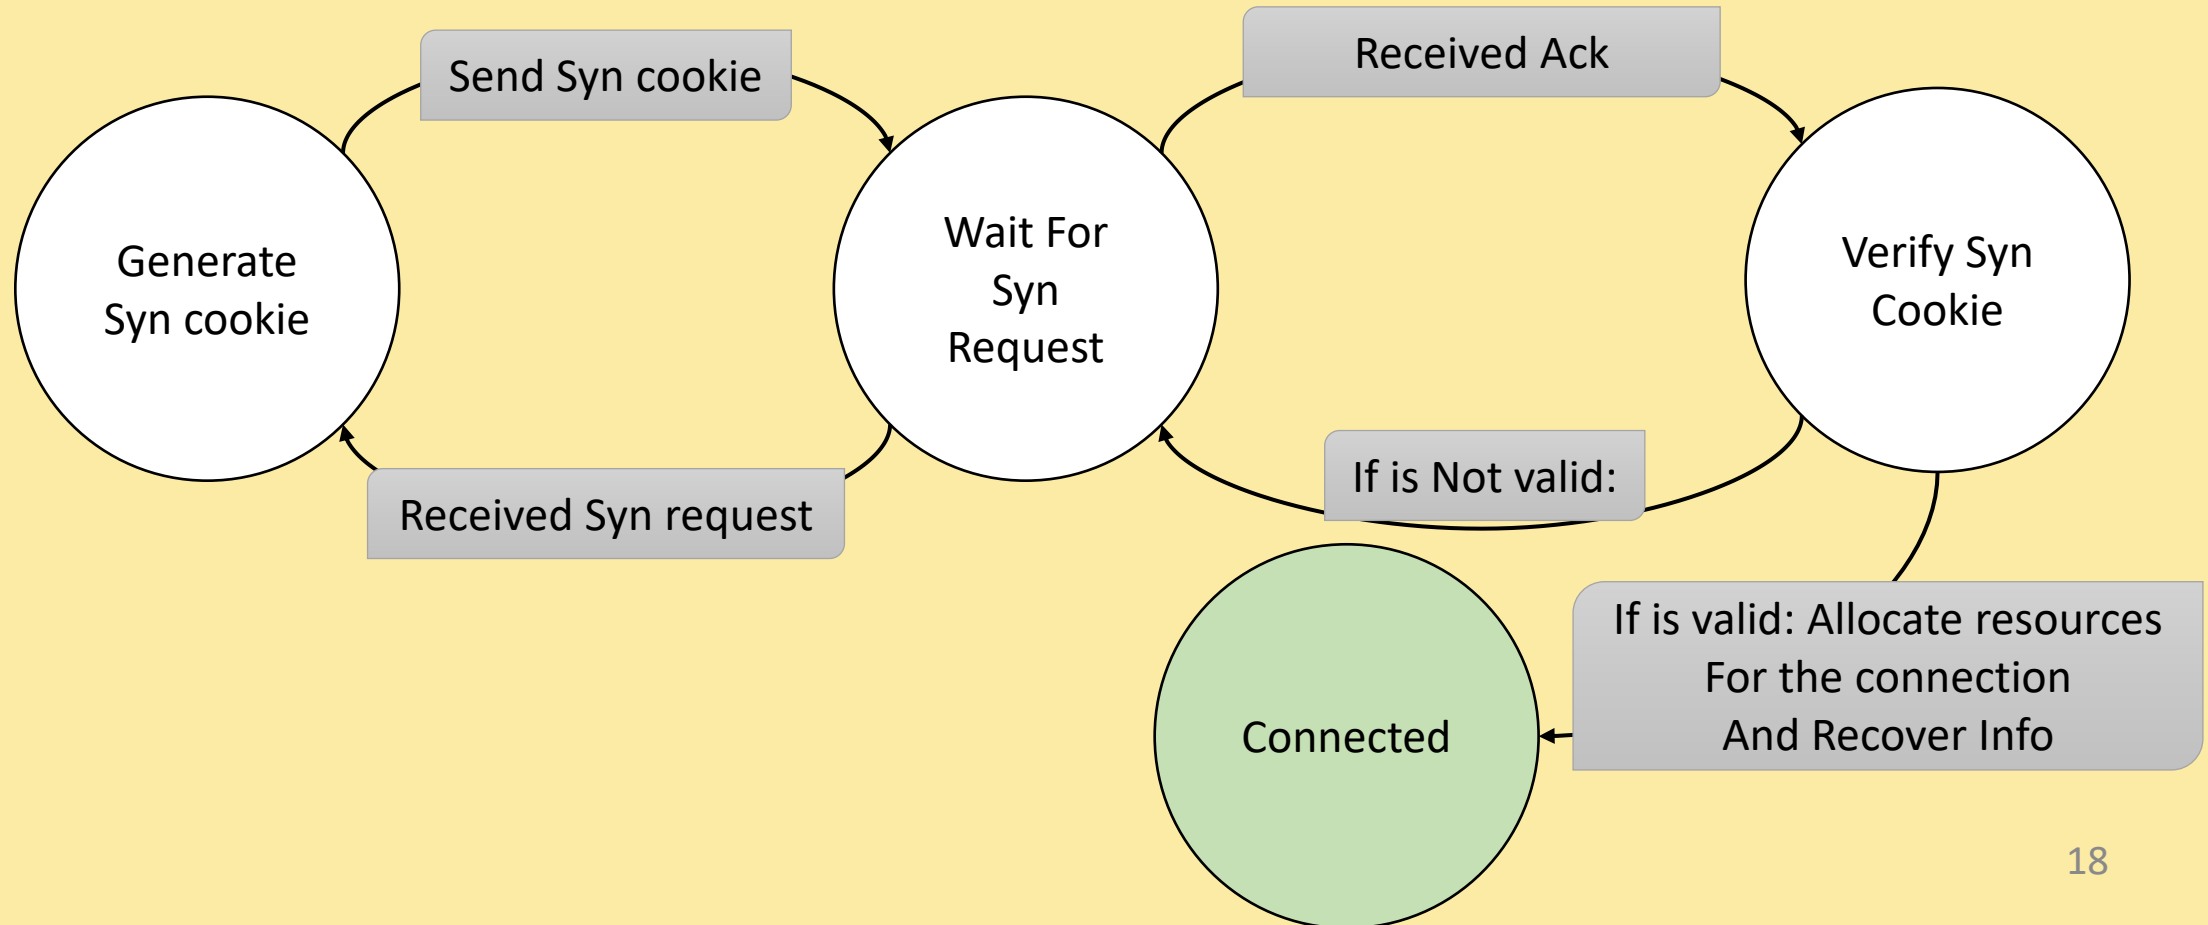 Send Syn cookie
Received Ack
Generate
Syn cookie
Wait For
Syn
Request
Verify Syn
Cookie
Received Syn request
If is Not valid:
If is valid: Allocate resources
For the connection
And Recover Info
Connected
18